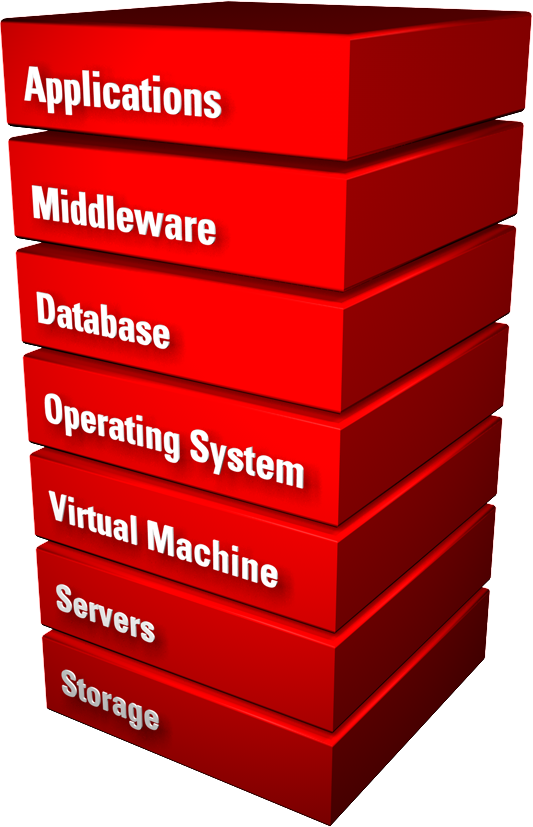 Applications
Middleware
Database
Operating System
Virtual Machine
Servers
Storage